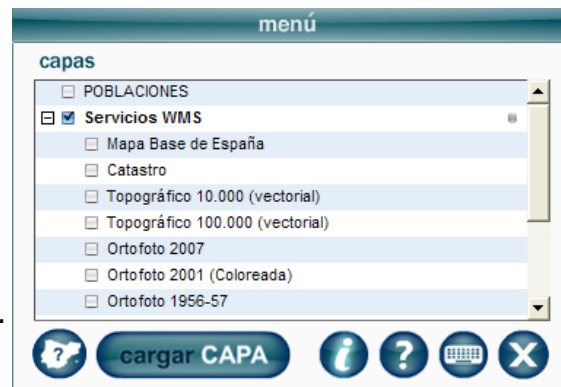 menú
capas
POBLACIONES
Servicios WMS
Mapa Base de España
Catastro
Topográfico 10.000 (vectorial)
Topográfico 100.000 (vectorial)
Ortofoto 2007
Ortofoto 2001 (Coloreada)
Ortofoto 1956-57
.
? cargar CAPA i ? X